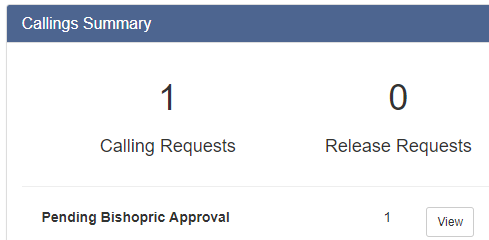 Callings Summary
1 0
Calling Requests Release Requests
Pending Bishopric Approval 1 View